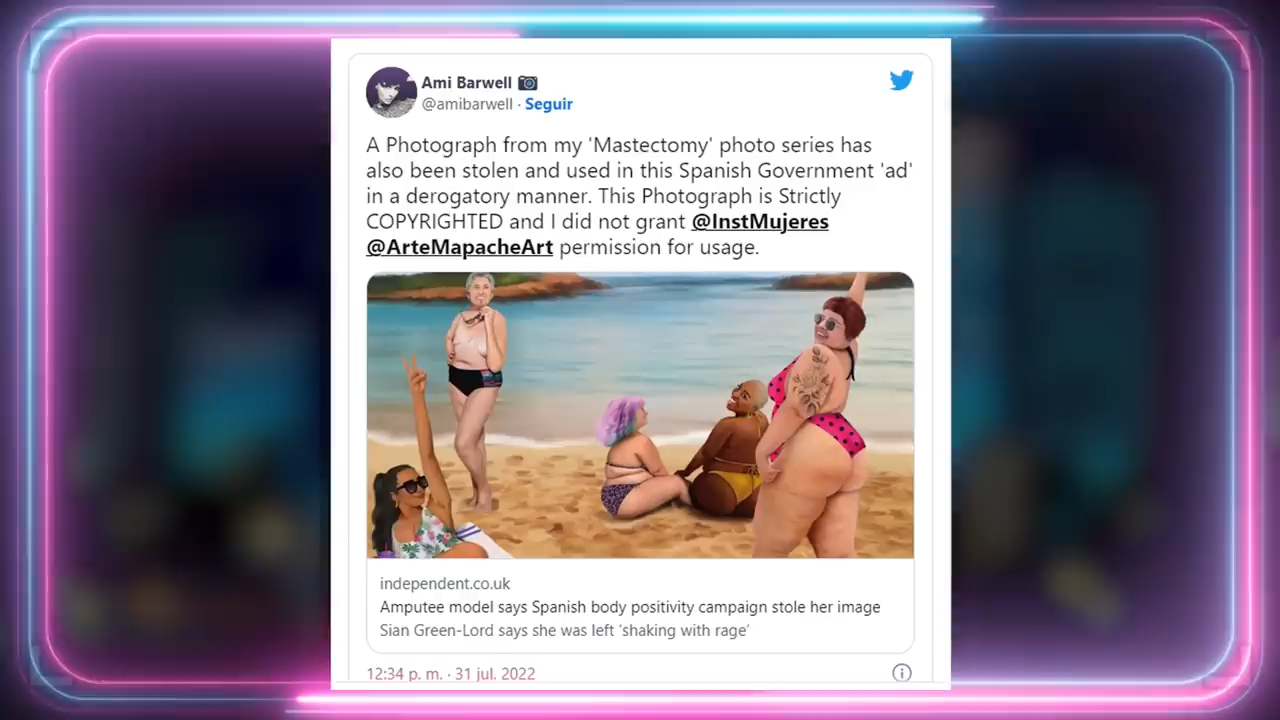 Ami Barwell
@amibarwell · Seguir
A Photograph from my 'Mastectomy' photo series has
also been stolen and used in this Spanish Government 'ad'
in a derogatory manner. This Photograph is Strictly
COPYRIGHTED and I did not grant @InstMujeres
@ArteMapacheArt permission for usage.
independent.co.uk
Amputee model says Spanish body positivity campaign stole her image
Sian Green-Lord says she was left ‘shaking with rage’
12:34 p. m. · 31 jul. 2022